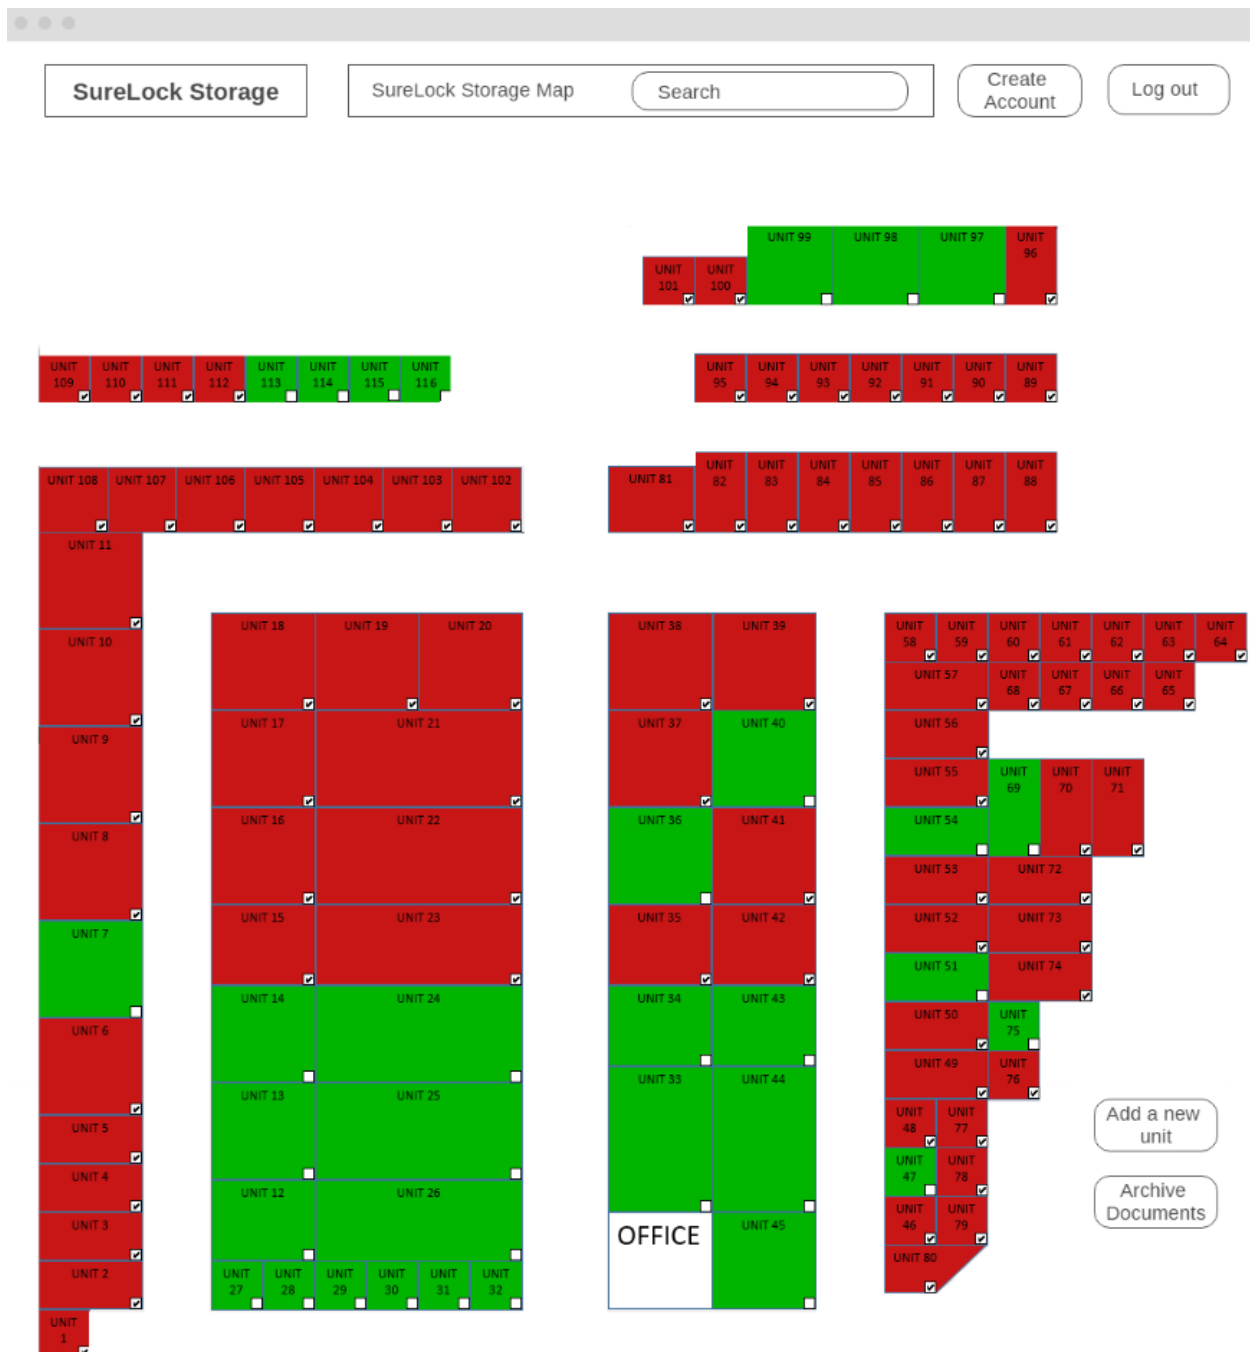 SureLock Storage
SureLock Storage Map
Search
Create
Account
Log out
UNIT 99
UNIT 98
UNIT 97
UNIT
96
UNIT
101
UNIT
100
UNIT
109
UNIT
110
UNIT
111
UNIT
112
UNIT
113
UNIT
114
UNIT
115
UNIT
116
UNIT
95
UNIT
94
UNIT
93
UNIT
92
UNIT
91
UNIT
90
UNIT
89
UNIT 108
UNIT 107
UNIT 106
UNIT 105
UNIT 104
UNIT 103
UNIT 102
UNIT 81
UNIT
82
UNIT
83
UNIT
84
UNIT
85
UNIT
86
UNIT
87
UNIT
88
UNIT 11
UNIT 10
UNIT 9
UNIT 8
UNIT 7
UNIT 6
UNIT 5
UNIT 4
UNIT 3
UNIT 2
UNIT
1
UNIT 18
UNIT 19
UNIT 20
UNIT 17
UNIT 21
UNIT 16
UNIT 22
UNIT 15
UNIT 23
UNIT 14
UNIT 24
UNIT 13
UNIT 25
UNIT 12
UNIT 26
UNIT
27
UNIT
28
UNIT
29
UNIT
30
UNIT
31
UNIT
32
UNIT 38
UNIT 39
UNIT 37
UNIT 40
UNIT 36
UNIT 41
UNIT 35
UNIT 42
UNIT 34
UNIT 43
UNIT 33
UNIT 44
OFFICE
UNIT 45
UNIT
58
UNIT
59
UNIT
60
UNIT
61
UNIT
62
UNIT
63
UNIT
64
UNIT 57
UNIT
68
UNIT
67
UNIT
66
UNIT
65
UNIT 56
UNIT 55
UNIT
69
UNIT
70
UNIT
71
UNIT 54
UNIT 53
UNIT 72
UNIT 52
UNIT 73
UNIT 51
UNIT 74
UNIT 50
UNIT
75
UNIT 49
UNIT
76
UNIT
48
UNIT
77
UNIT
47
UNIT
78
UNIT
46
UNIT
79
UNIT 80
Add a new
unit
Archive
Documents